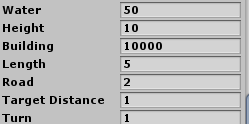 Water 50
Height 10
Building 10000
Length 5
Road 2
Target Distance 1
Turn 1